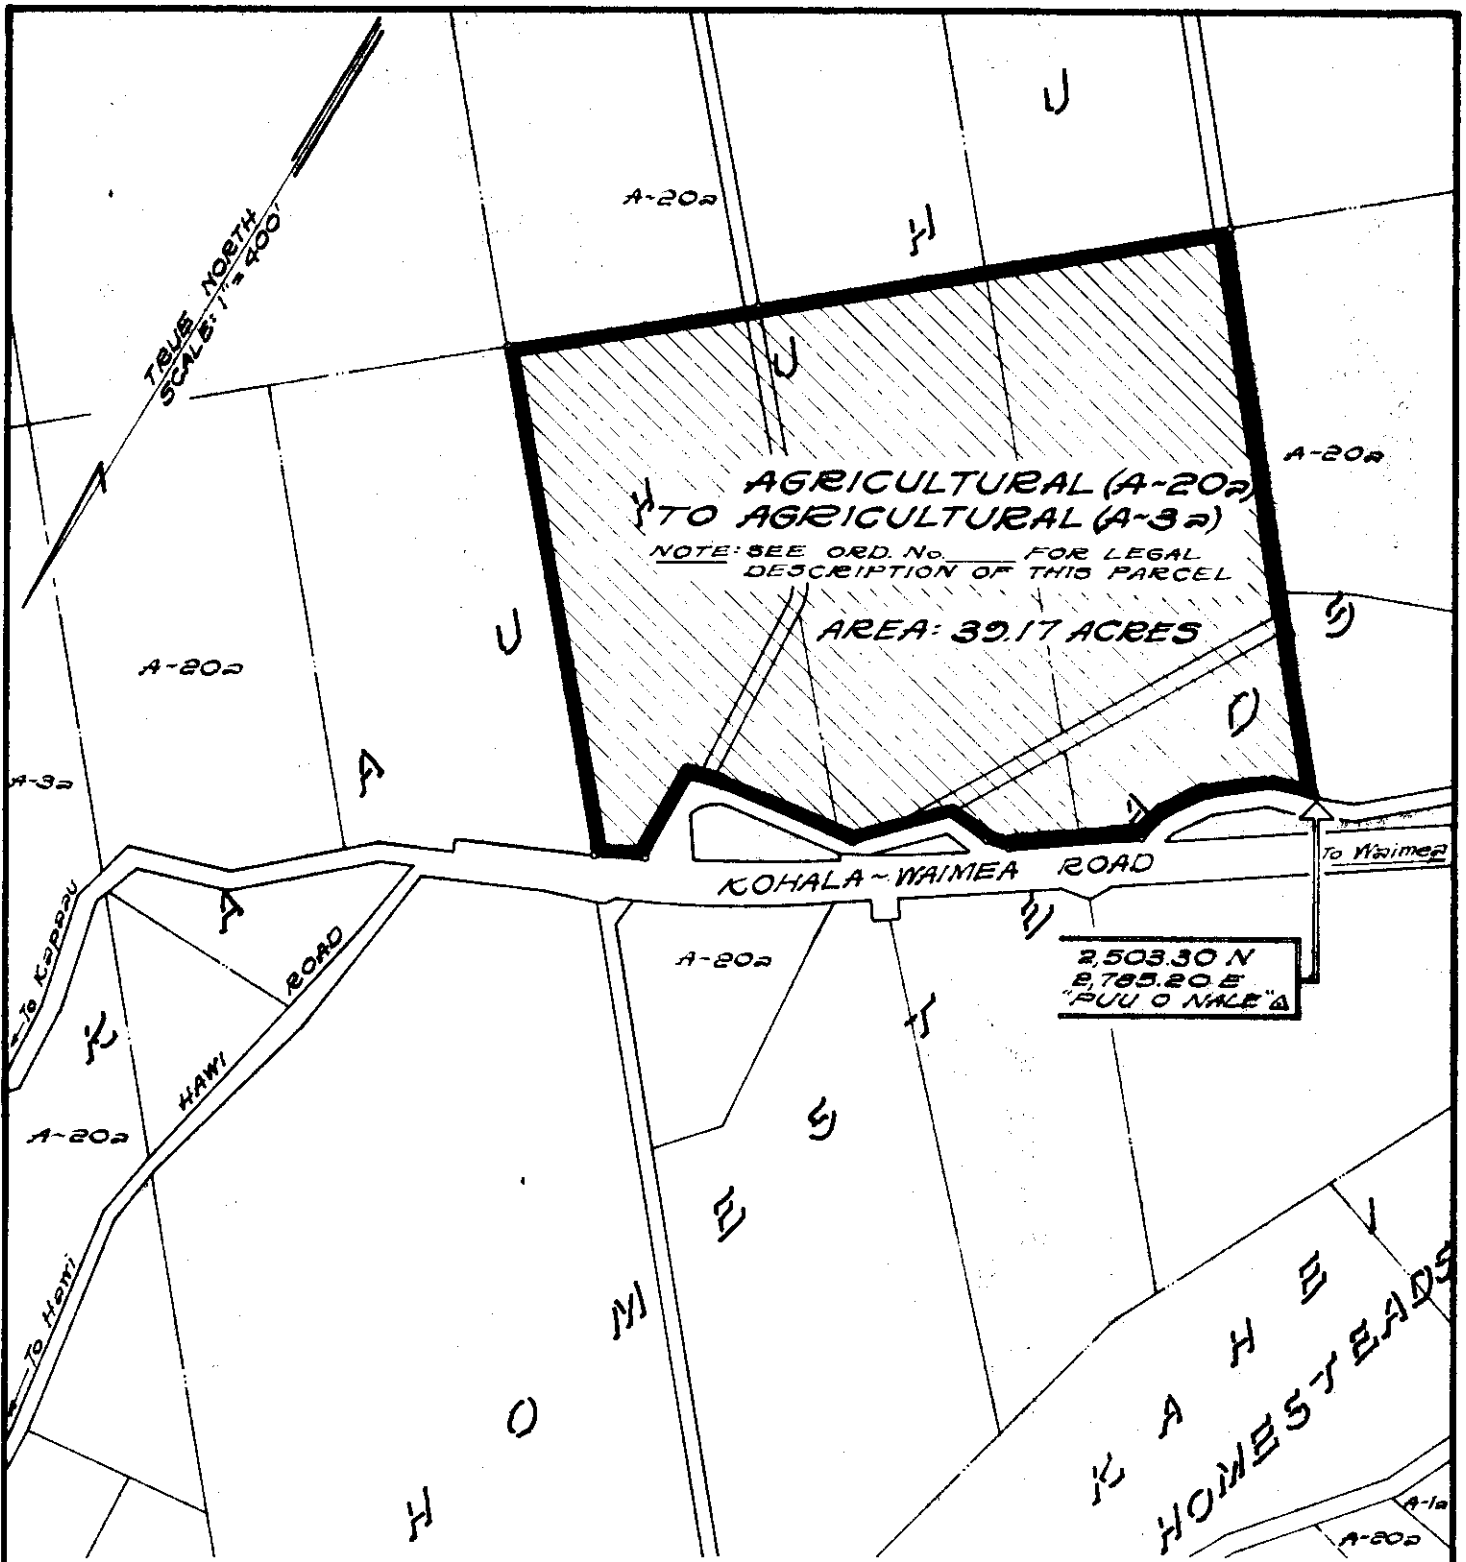 TRUE NORTH
SCALE: 1" = 400'
A-20a
A-20a
AGRICULTURAL (A-20a)
TO AGRICULTURAL (A-3a)
NOTE: SEE ORD. No. ____ FOR LEGAL
DESCRIPTION OF THIS PARCEL
AREA: 39.17 ACRES
A-20a
A-3a
KOHALA-WAIMEA ROAD
To Waimea
To Kapaau
HAWI ROAD
A-20a
2,503.30 N
2,785.20 E
"PUU O NALE" △
A-20a
To Hawi
KAAUHUHU
HOMESTEADS
KAHEI
HOMESTEADS
A-1a
A-20a